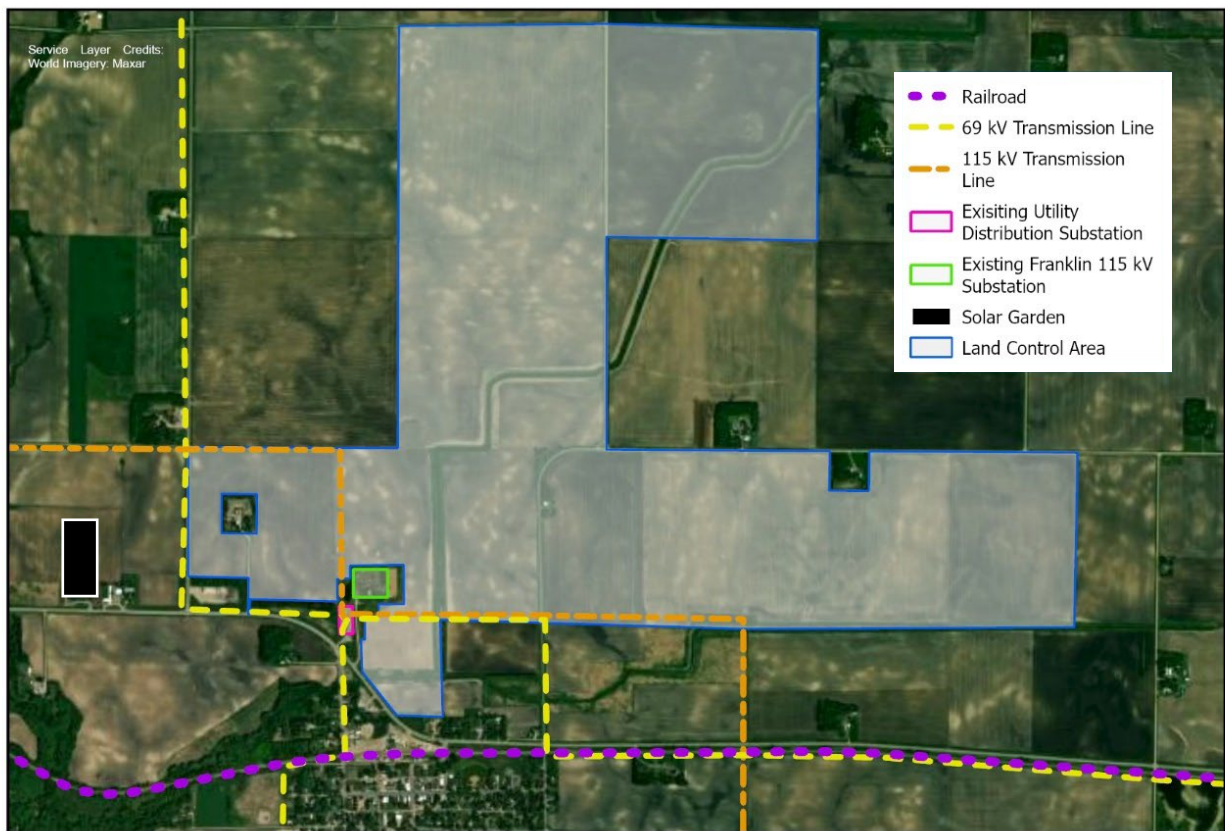 Service Layer Credits:
World Imagery: Maxar
Railroad
69 kV Transmission Line
115 kV Transmission
Line
Exisiting Utility
Distribution Substation
Existing Franklin 115 kV
Substation
Solar Garden
Land Control Area